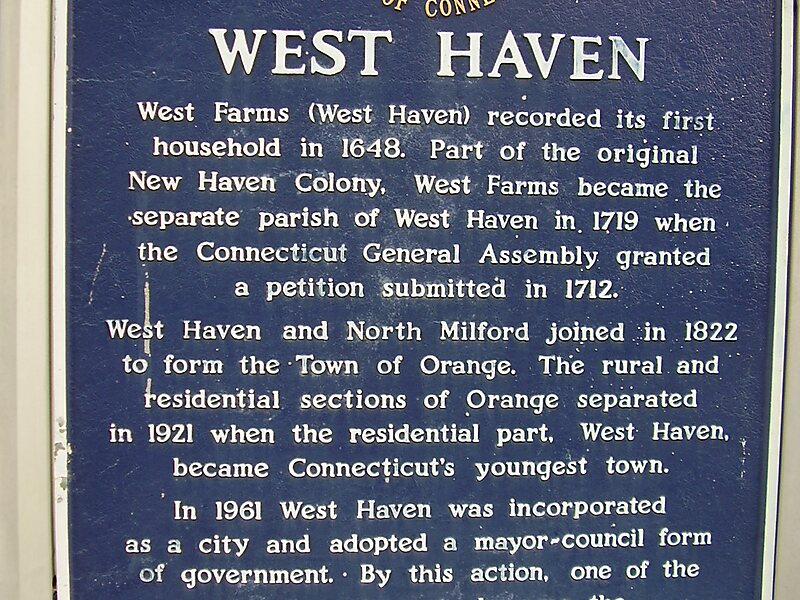 OF CONNE
WEST HAVEN
West Farms (West Haven) recorded its first
household in 1648. Part of the original
New Haven Colony, West Farms became the
separate parish of West Haven in 1719 when
the Connecticut General Assembly granted
a petition submitted in 1712.
West Haven and North Milford joined in 1822
to form the Town of Orange. The rural and
residential sections of Orange separated
in 1921 when the residential part, West Haven,
became Connecticut's youngest town.
In 1961 West Haven was incorporated
as a city and adopted a mayor-council form
of government. By this action, one of the
the